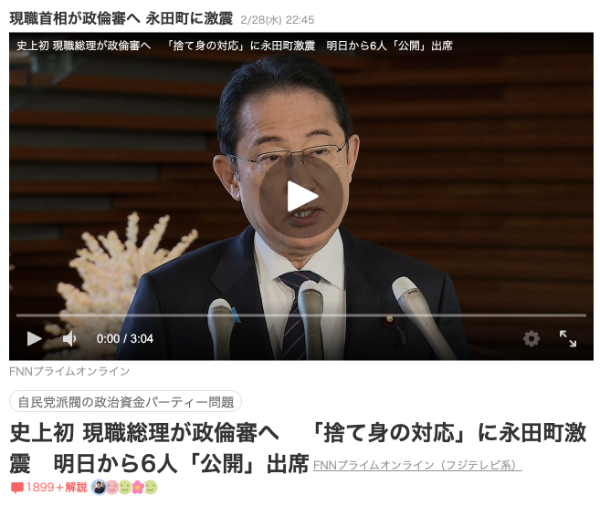 現職首相が政倫審へ 永田町に激震 2/28(水) 22:45
史上初 現職総理が政倫審へ　「捨て身の対応」に永田町激震　明日から6人「公開」出席
0:00 / 3:04
FNNプライムオンライン
自民党派閥の政治資金パーティー問題
史上初 現職総理が政倫審へ　「捨て身の対応」に永田町激
震　明日から6人「公開」出席 FNNプライムオンライン（フジテレビ系）
1899＋解説